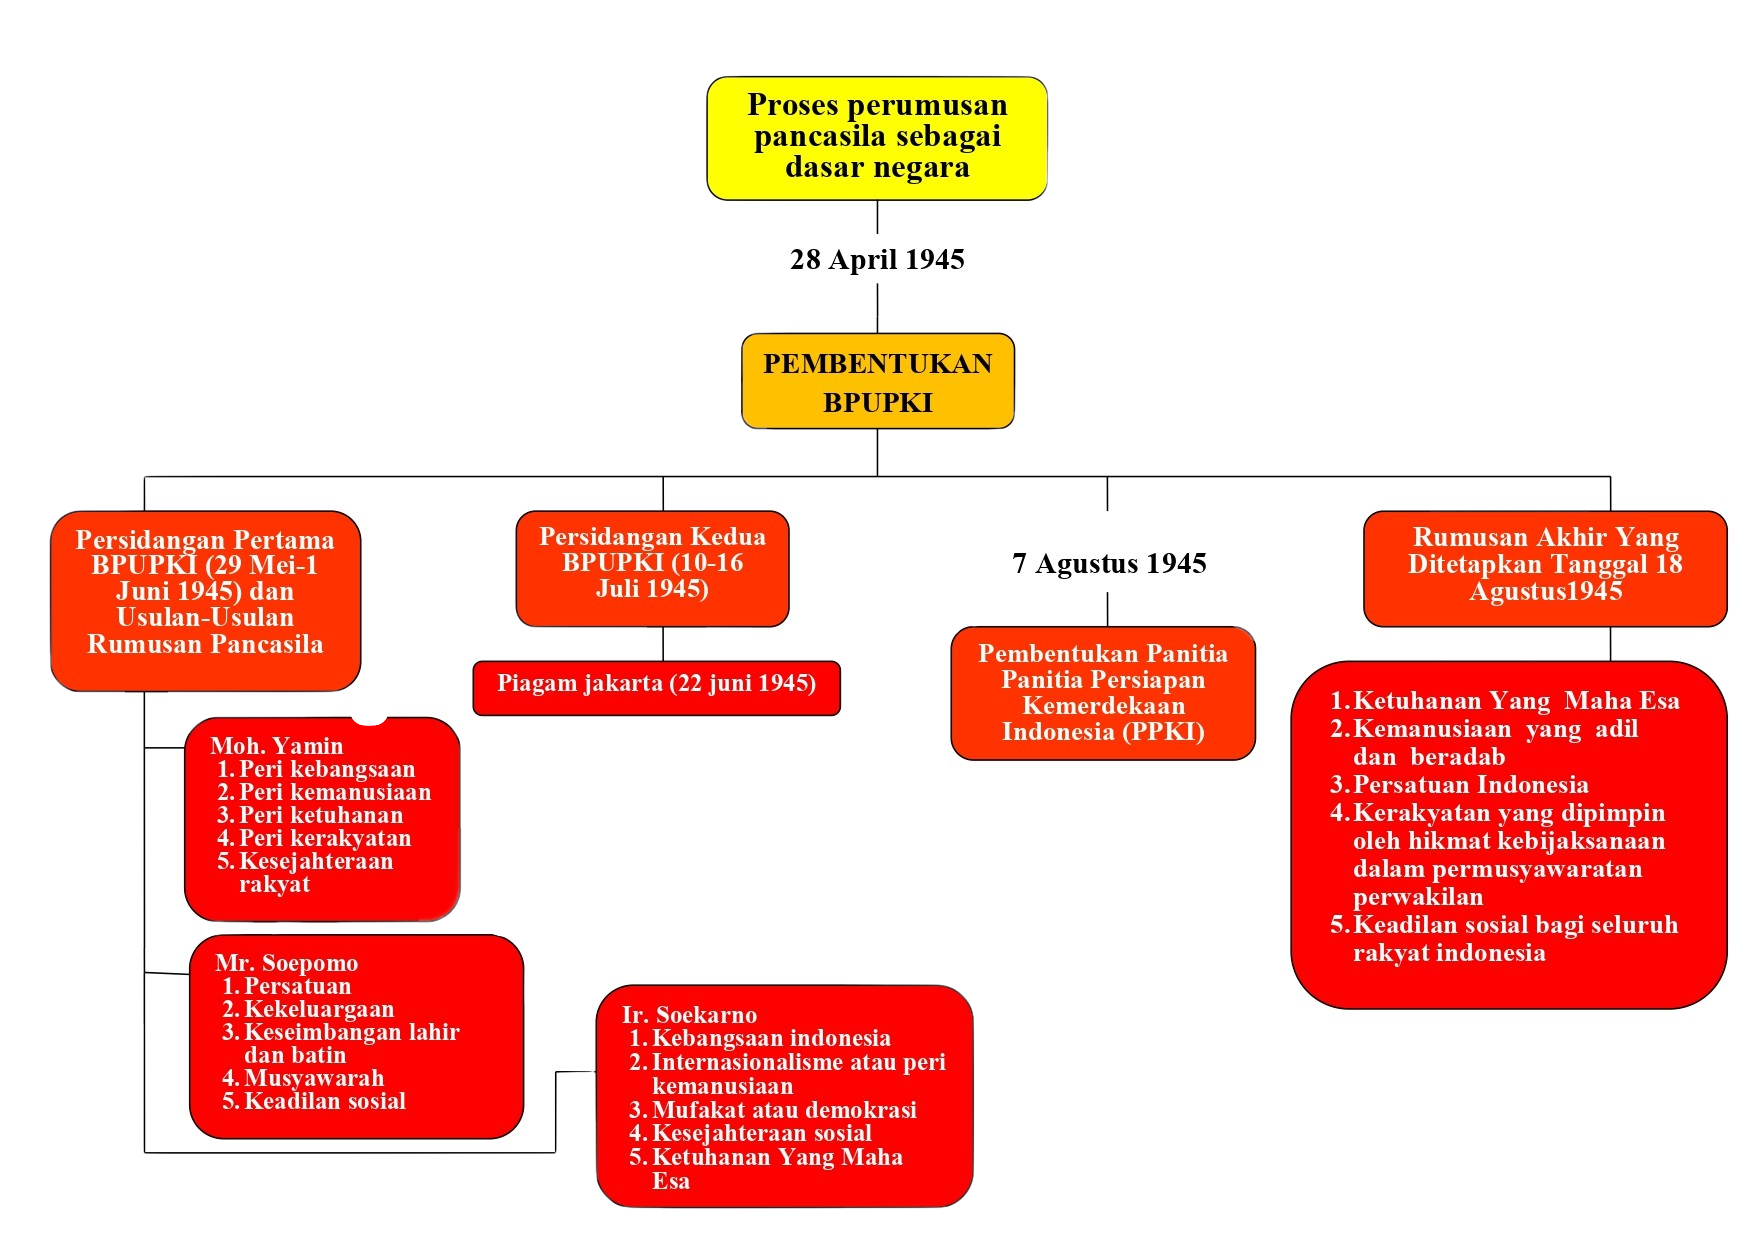 Proses perumusan
pancasila sebagai
dasar negara
28 April 1945
PEMBENTUKAN
BPUPKI
Persidangan Pertama
BPUPKI (29 Mei-1
Juni 1945) dan
Usulan-Usulan
Rumusan Pancasila
Moh. Yamin
1. Peri kebangsaan
2. Peri kemanusiaan
3. Peri ketuhanan
4. Peri kerakyatan
5. Kesejahteraan
rakyat
Mr. Soepomo
1. Persatuan
2. Kekeluargaan
3. Keseimbangan lahir
dan batin
4. Musyawarah
5. Keadilan sosial
Ir. Soekarno
1. Kebangsaan indonesia
2. Internasionalisme atau peri
kemanusiaan
3. Mufakat atau demokrasi
4. Kesejahteraan sosial
5. Ketuhanan Yang Maha
Esa
Persidangan Kedua
BPUPKI (10-16
Juli 1945)
Piagam jakarta (22 juni 1945)
7 Agustus 1945
Pembentukan Panitia
Panitia Persiapan
Kemerdekaan
Indonesia (PPKI)
Rumusan Akhir Yang
Ditetapkan Tanggal 18
Agustus1945
1. Ketuhanan Yang Maha Esa
2. Kemanusiaan yang adil
dan beradab
3. Persatuan Indonesia
4. Kerakyatan yang dipimpin
oleh hikmat kebijaksanaan
dalam permusyawaratan
perwakilan
5. Keadilan sosial bagi seluruh
rakyat indonesia